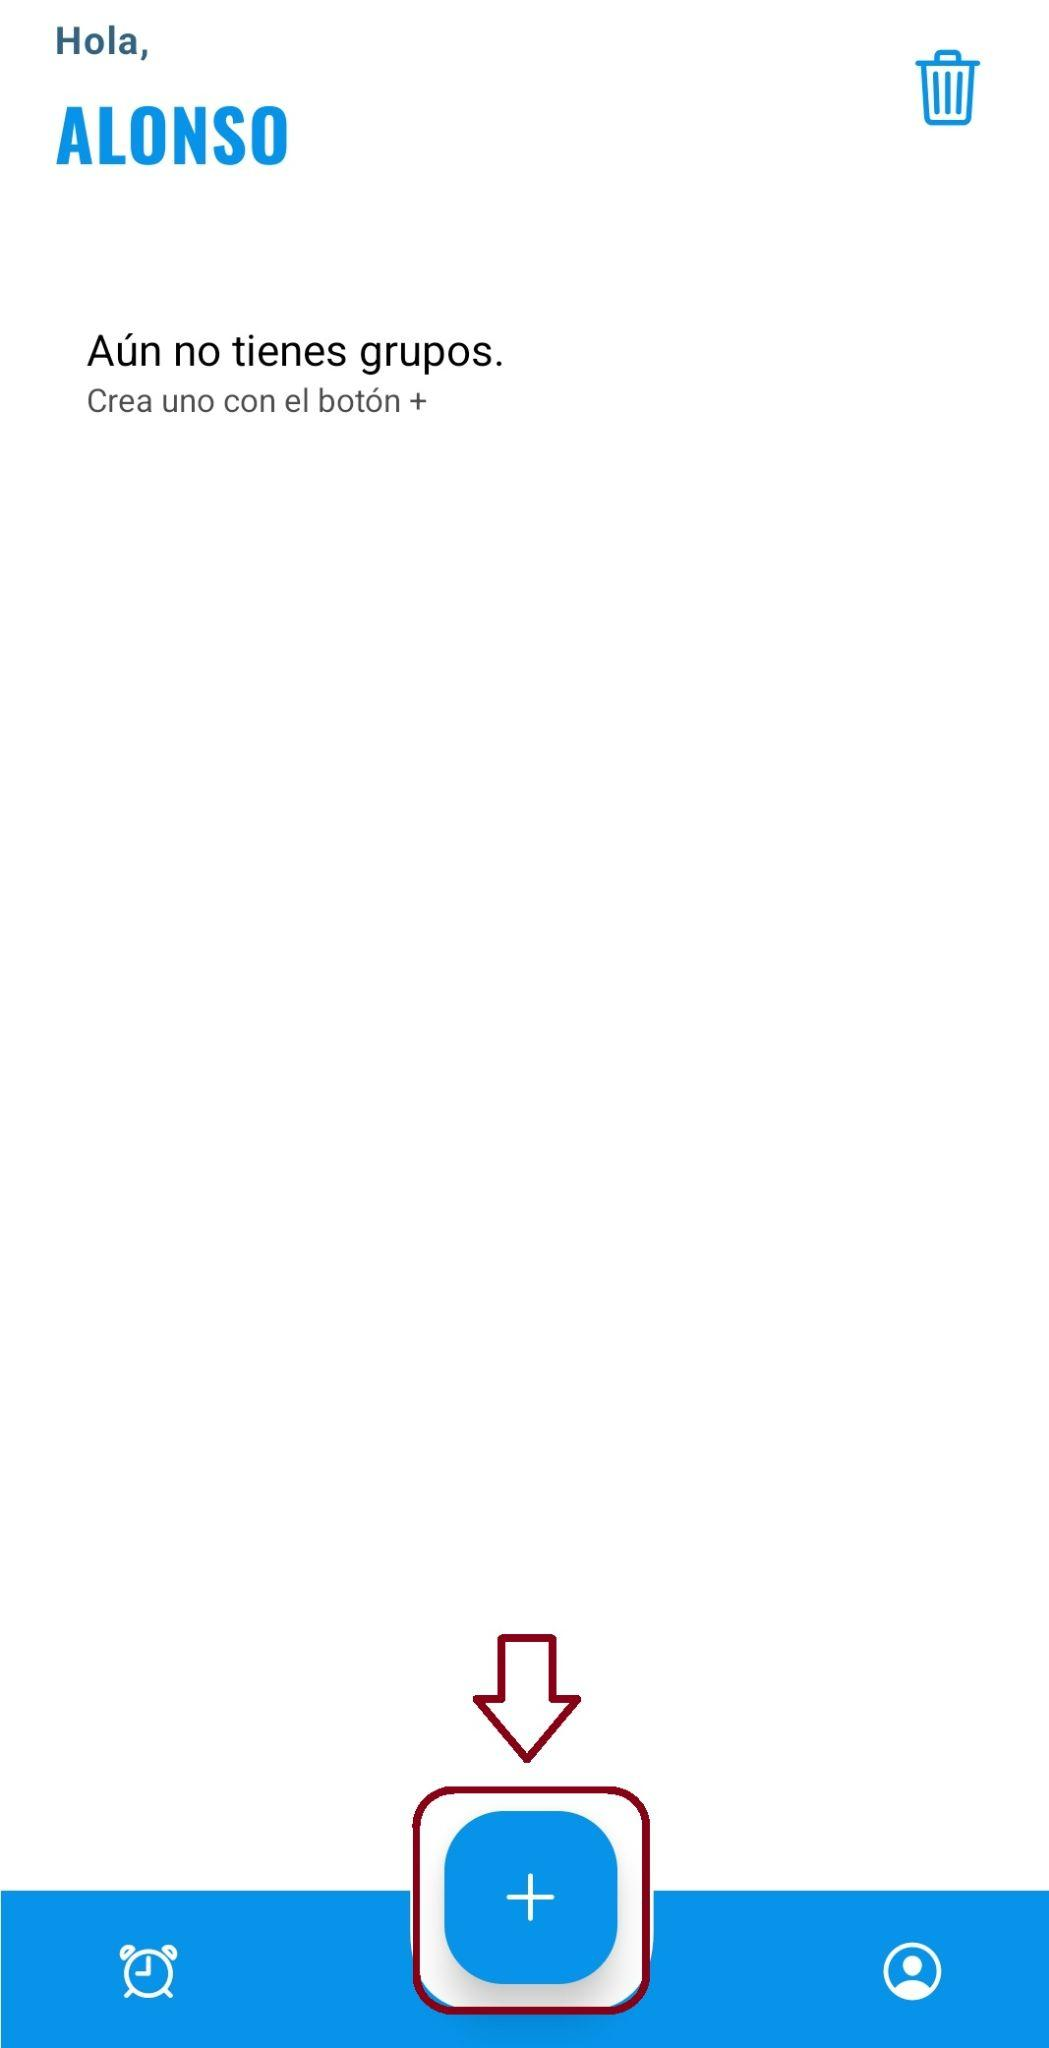 Hola,
ALONSO
Aún no tienes grupos.
Crea uno con el botón +